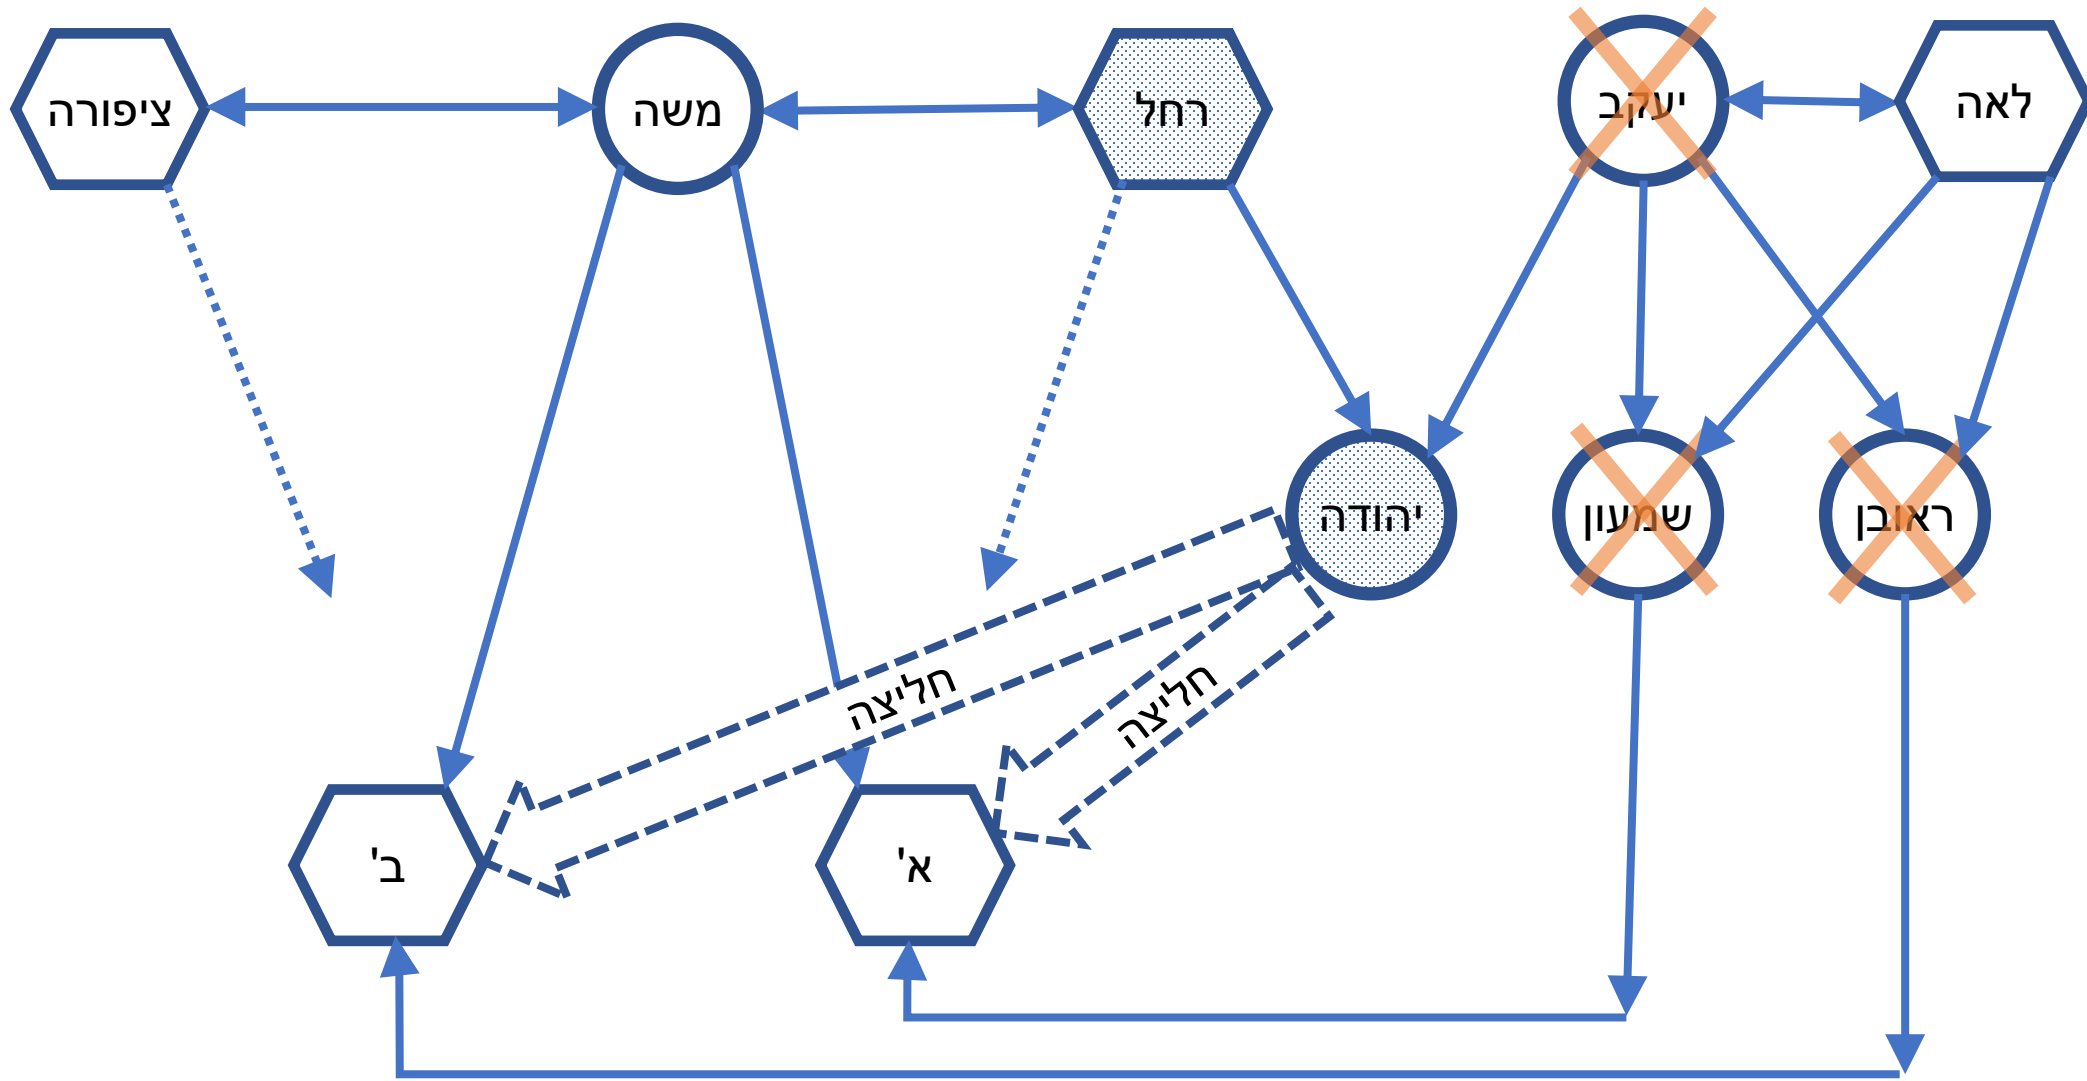 לאה
יעקב
רחל
משה
ציפורה
ראובן
שמעון
יהודה
חליצה
חליצה
א'
ב'